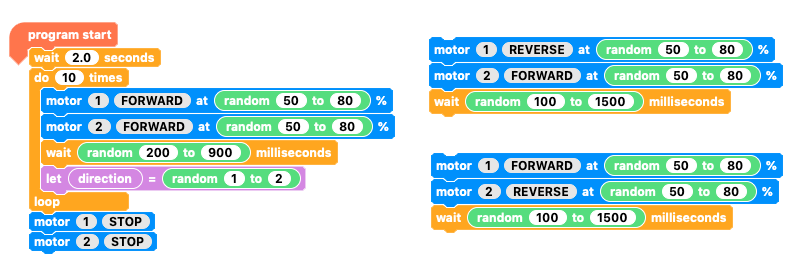 program start
wait 2.0 seconds
do 10 times
motor 1 FORWARD at random 50 to 80 %
motor 2 FORWARD at random 50 to 80 %
wait random 200 to 900 milliseconds
let direction = random 1 to 2
loop
motor 1 STOP
motor 2 STOP
motor 1 REVERSE at random 50 to 80 %
motor 2 FORWARD at random 50 to 80 %
wait random 100 to 1500 milliseconds
motor 1 FORWARD at random 50 to 80 %
motor 2 REVERSE at random 50 to 80 %
wait random 100 to 1500 milliseconds